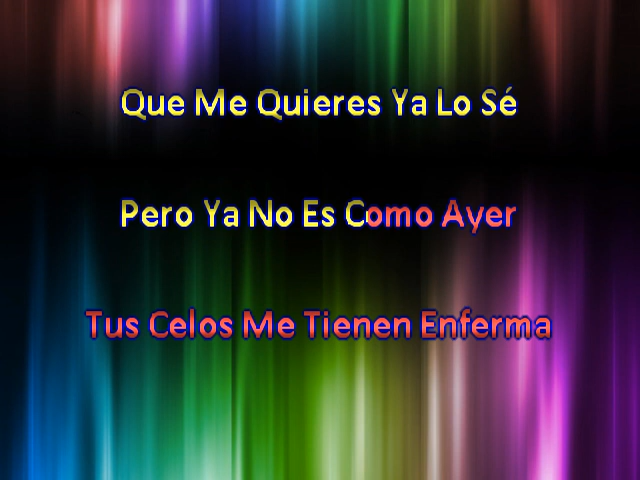 Que Me Quieres Ya Lo Sé
Pero Ya No Es Como Ayer
Tus Celos Me Tienen Enferma